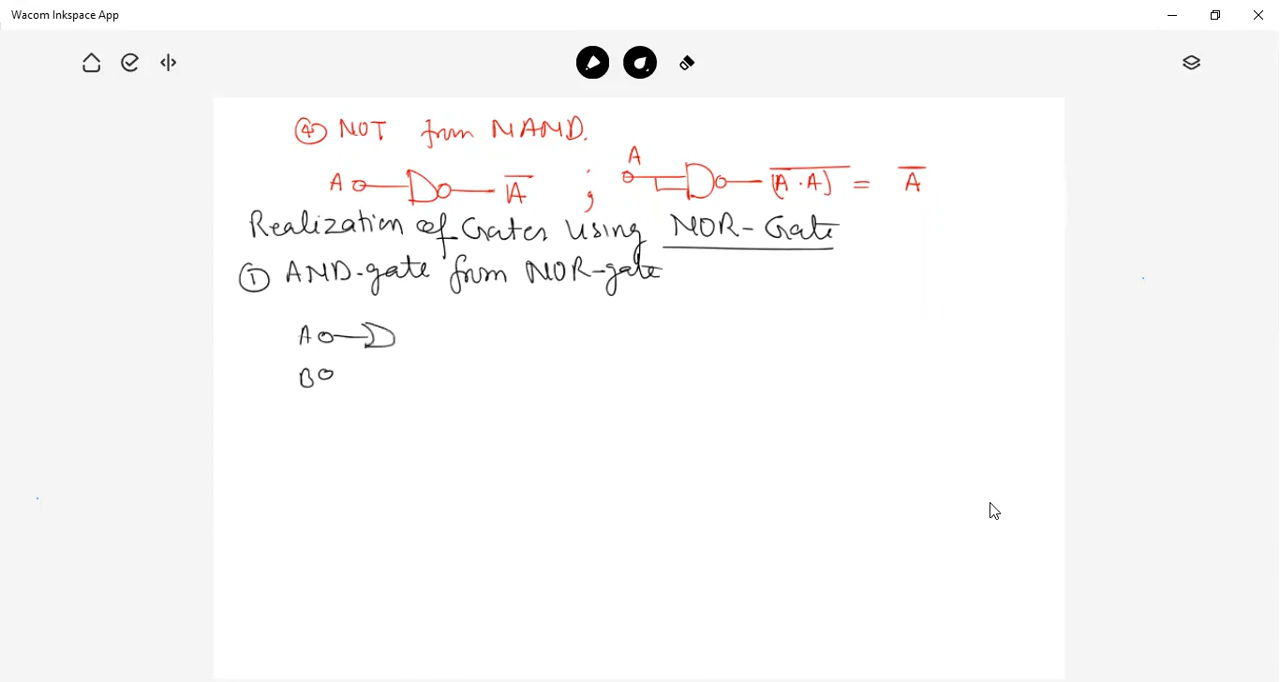 Wacom Inkspace App
④ NOT from NAND.
A A̅ ; A (A · A)̅ = A̅
Realization of Gates Using NOR-Gate
① AND-gate from NOR-gate
A
B